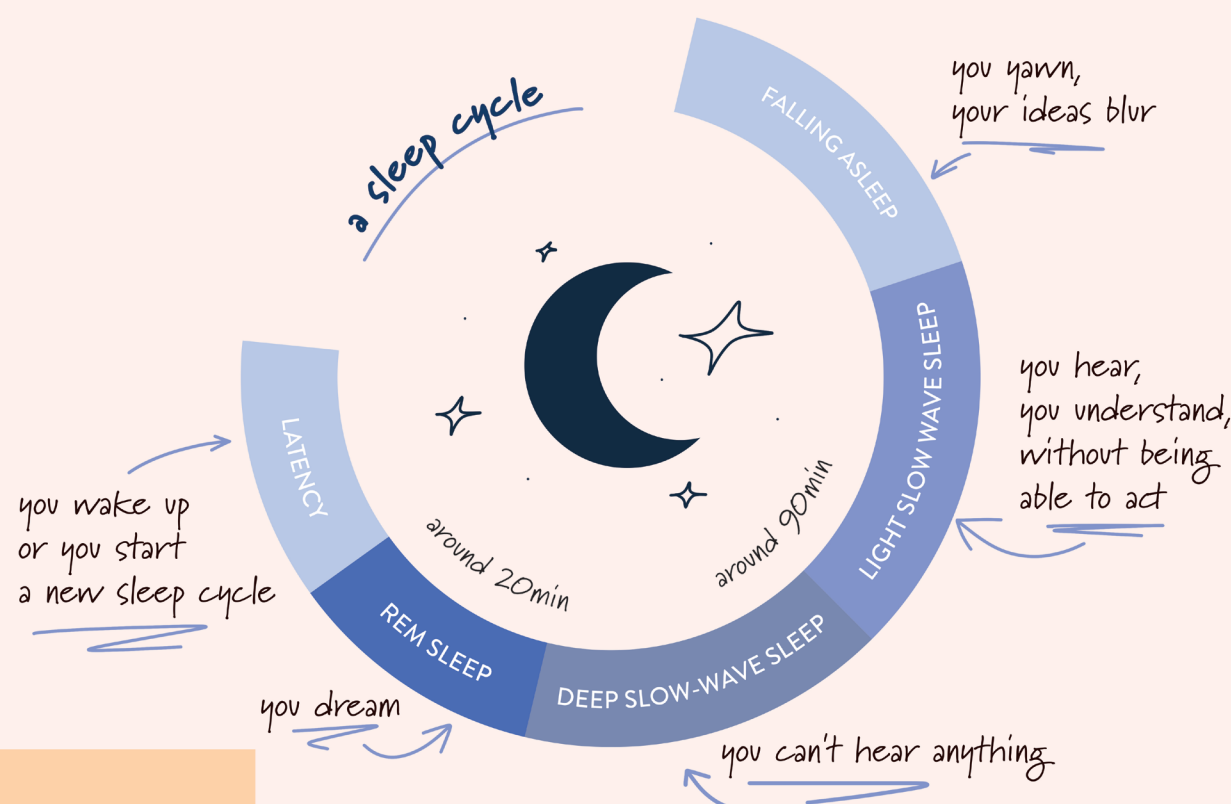 a sleep cycle
FALLING ASLEEP
you yawn,
your ideas blur
LIGHT SLOW WAVE SLEEP
you hear,
you understand,
without being
able to act
around 90min
DEEP SLOW-WAVE SLEEP
you can't hear anything
around 20min
REM SLEEP
you dream
LATENCY
you wake up
or you start
a new sleep cycle